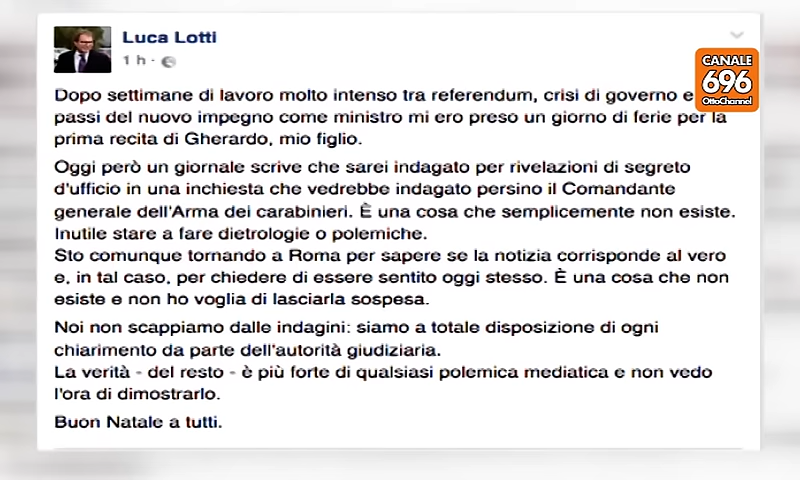 Luca Lotti
1 h ·
CANALE
696
OttoChannel
Dopo settimane di lavoro molto intenso tra referendum, crisi di governo e
passi del nuovo impegno come ministro mi ero preso un giorno di ferie per la
prima recita di Gherardo, mio figlio.
Oggi però un giornale scrive che sarei indagato per rivelazioni di segreto
d'ufficio in una inchiesta che vedrebbe indagato persino il Comandante
generale dell'Arma dei carabinieri. È una cosa che semplicemente non esiste.
Inutile stare a fare dietrologie o polemiche.
Sto comunque tornando a Roma per sapere se la notizia corrisponde al vero
e, in tal caso, per chiedere di essere sentito oggi stesso. È una cosa che non
esiste e non ho voglia di lasciarla sospesa.
Noi non scappiamo dalle indagini: siamo a totale disposizione di ogni
chiarimento da parte dell'autorità giudiziaria.
La verità - del resto - è più forte di qualsiasi polemica mediatica e non vedo
l'ora di dimostrarlo.
Buon Natale a tutti.